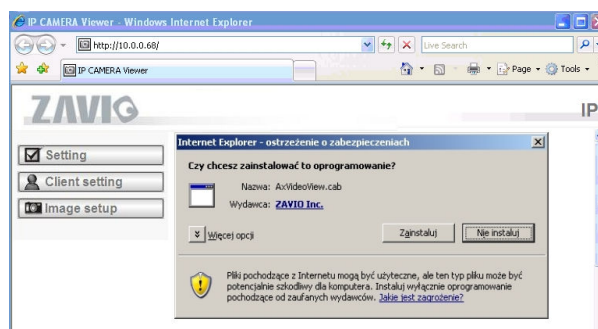 IP CAMERA Viewer - Windows Internet Explorer
http://10.0.0.68/
Live Search
IP CAMERA Viewer
Page
Tools
ZAVIO
IP
Setting
Client setting
Image setup
Internet Explorer - ostrzeżenie o zabezpieczeniach
Czy chcesz zainstalować to oprogramowanie?
Nazwa: AxVideoView.cab
Wydawca: ZAVIO Inc.
Więcej opcji
Zainstaluj
Nie instaluj
Pliki pochodzące z Internetu mogą być użyteczne, ale ten typ pliku może być
potencjalnie szkodliwy dla komputera. Instaluj wyłącznie oprogramowanie
pochodzące od zaufanych wydawców. Jakie jest zagrożenie?